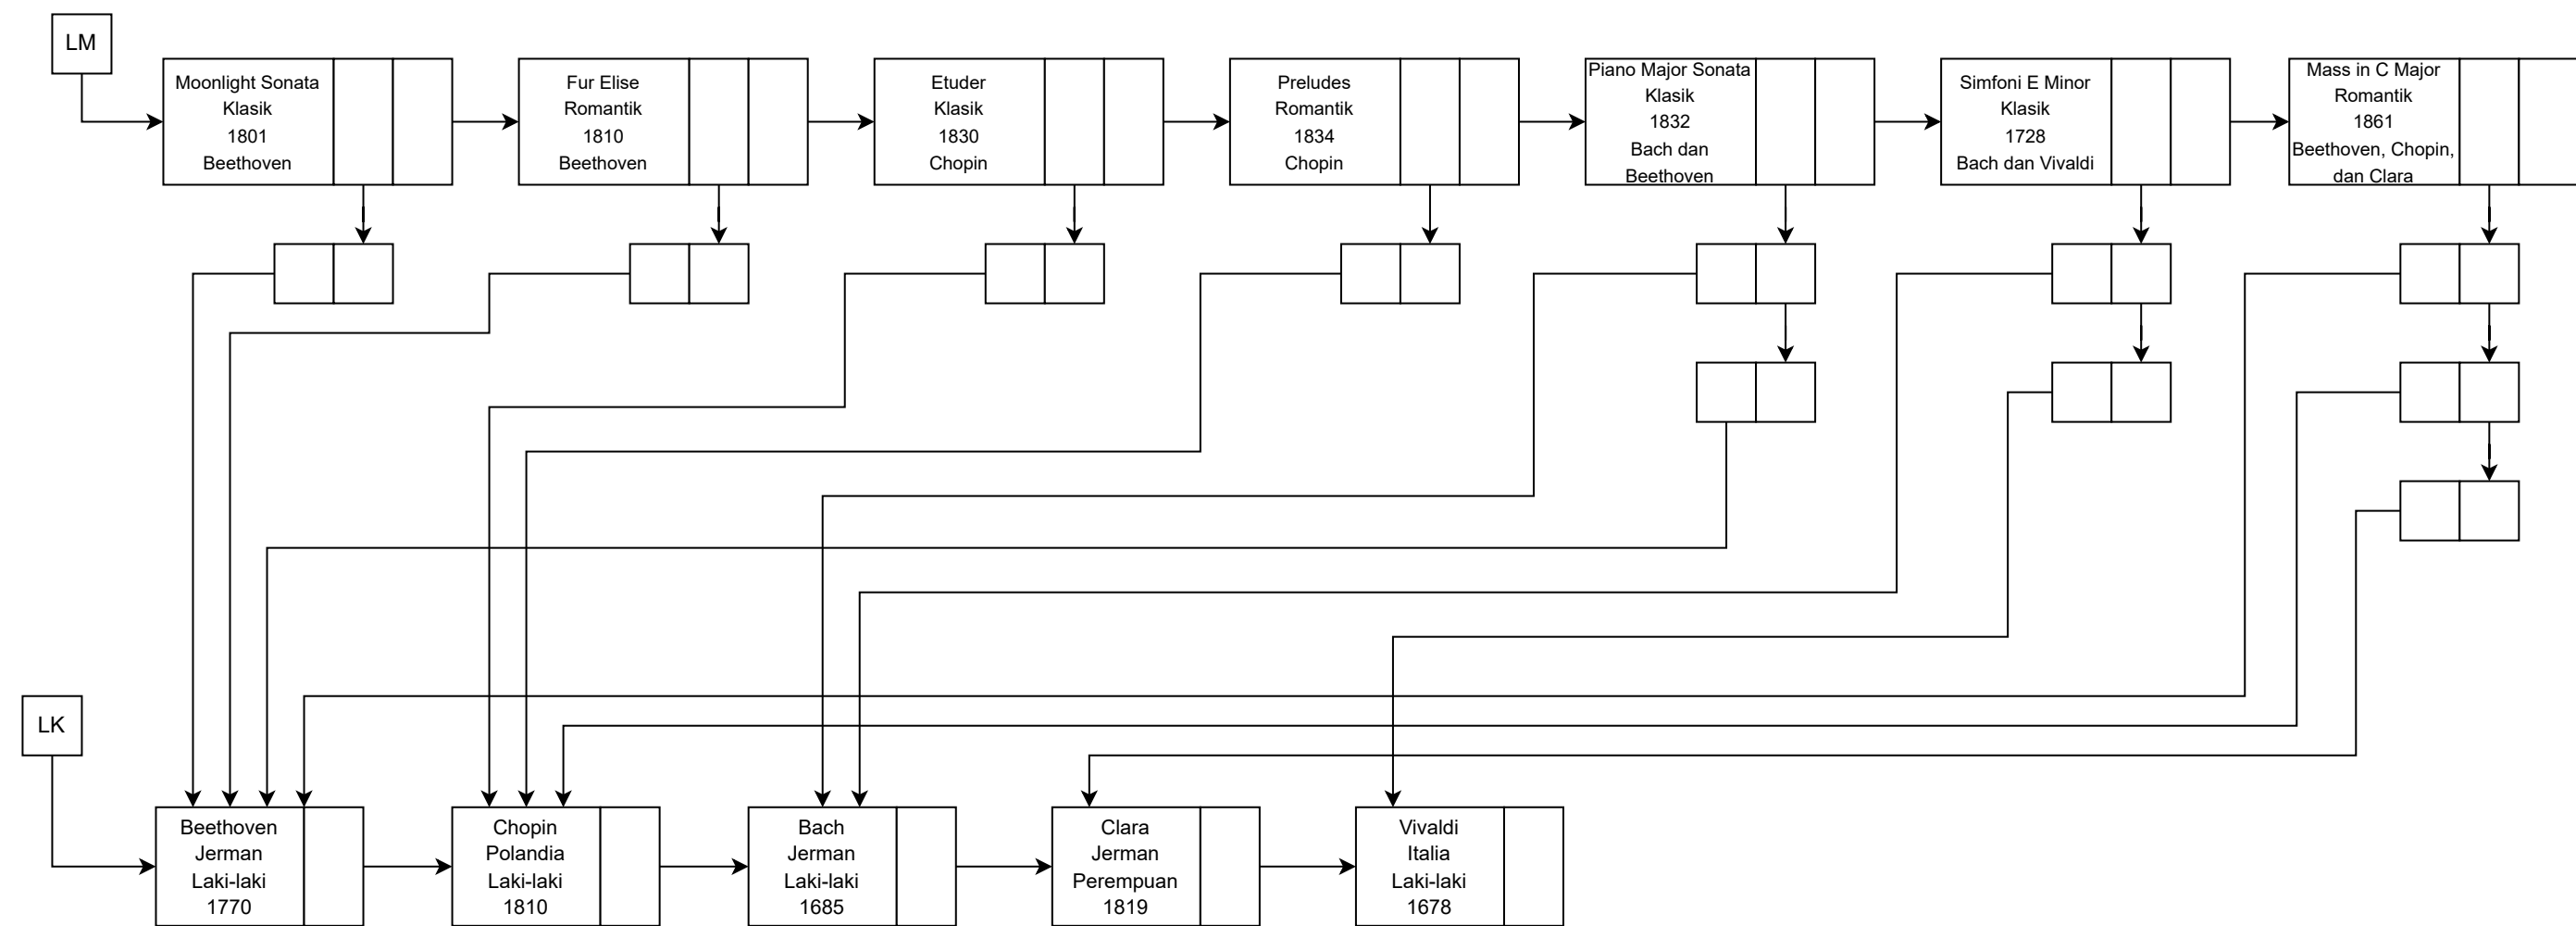 LM
Moonlight Sonata
Klasik
1801
Beethoven
Fur Elise
Romantik
1810
Beethoven
Etuder
Klasik
1830
Chopin
Preludes
Romantik
1834
Chopin
Piano Major Sonata
Klasik
1832
Bach dan
Beethoven
Simfoni E Minor
Klasik
1728
Bach dan Vivaldi
Mass in C Major
Romantik
1861
Beethoven, Chopin,
dan Clara
LK
Beethoven
Jerman
Laki-laki
1770
Chopin
Polandia
Laki-laki
1810
Bach
Jerman
Laki-laki
1685
Clara
Jerman
Perempuan
1819
Vivaldi
Italia
Laki-laki
1678